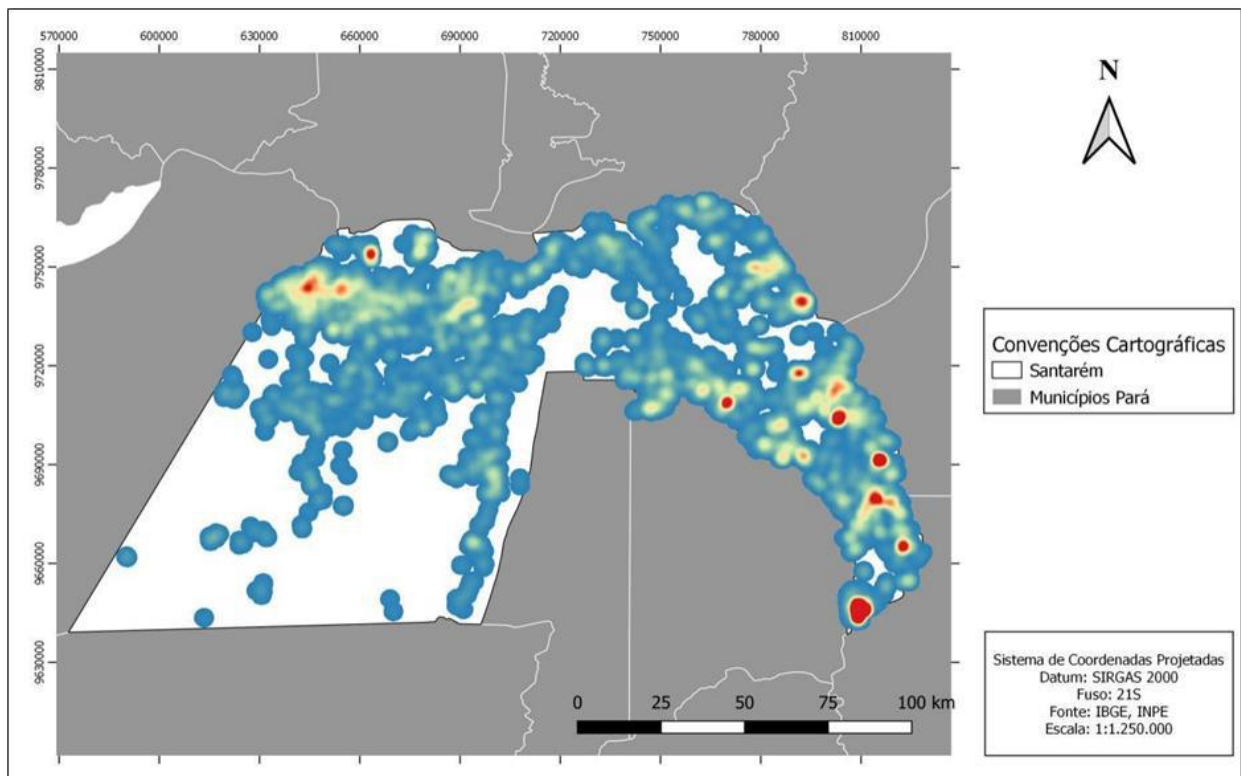 570000 600000 630000 660000 690000 720000 750000 780000 810000
N
9810000
9780000
9750000
9720000
9690000
9660000
9630000
Convenções Cartográficas
Santarém
Municípios Pará
Sistema de Coordenadas Projetadas
Datum: SIRGAS 2000
Fuso: 21S
Fonte: IBGE, INPE
Escala: 1:1.250.000
0 25 50 75 100 km